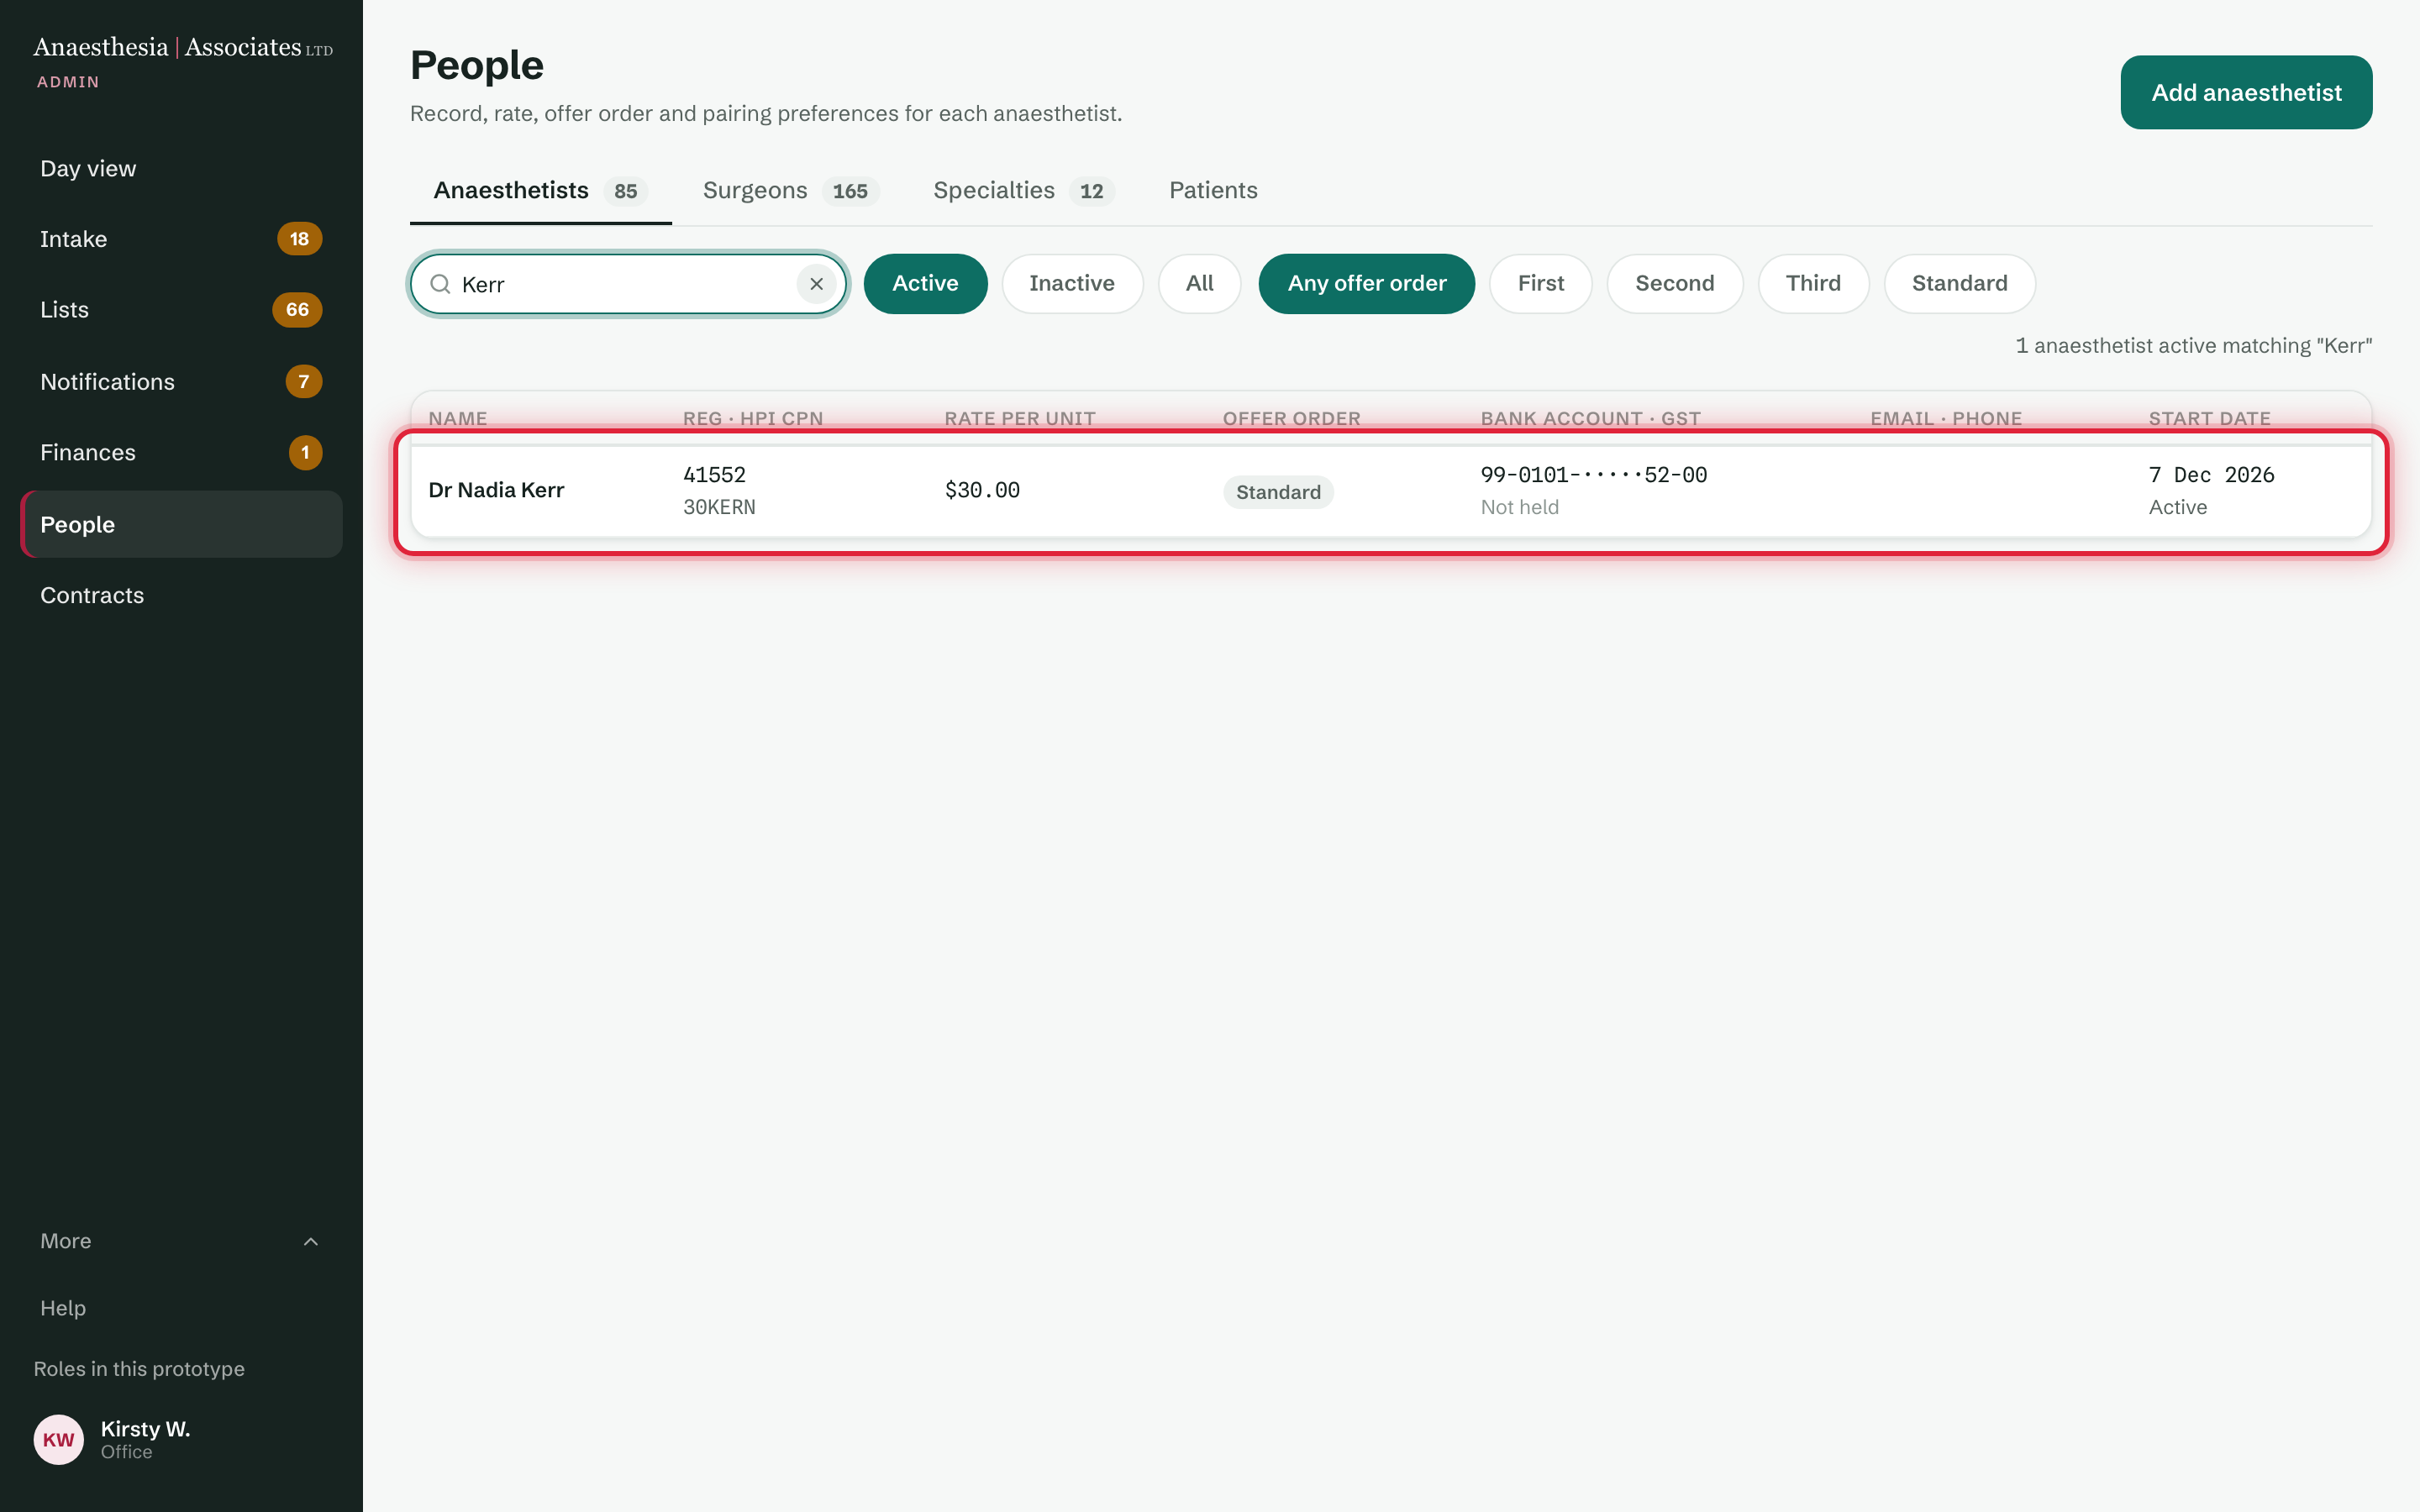 Anaesthesia | Associates LTD
ADMIN
Day view
Intake 18
Lists 66
Notifications 7
Finances 1
People
Contracts
More
Help
Roles in this prototype
KW Kirsty W.
Office
People
Record, rate, offer order and pairing preferences for each anaesthetist.
Add anaesthetist
Anaesthetists 85 Surgeons 165 Specialties 12 Patients
Kerr Active Inactive All Any offer order First Second Third Standard
1 anaesthetist active matching "Kerr"
NAME REG · HPI CPN RATE PER UNIT OFFER ORDER BANK ACCOUNT · GST EMAIL · PHONE START DATE
Dr Nadia Kerr 41552 $30.00 Standard 99-0101-·····52-00 7 Dec 2026
30KERN Not held Active